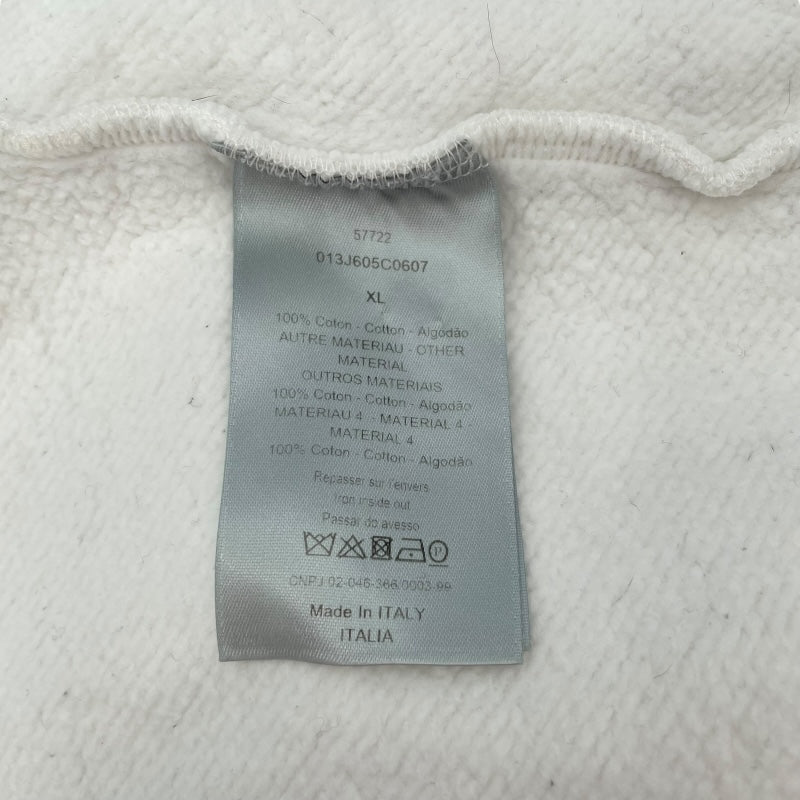 57722
013J605C0607
XL
100% Coton - Cotton - Algodão
AUTRE MATERIAU - OTHER
MATERIAL
OUTROS MATERIAIS
100% Coton - Cotton - Algodão
MATERIAU 4 - MATERIAL 4 -
MATERIAL 4
100% Coton - Cotton - Algodão
Repasser sur l'envers
Iron inside out
Passar do avesso
P
CNPJ 02-046-366/0003-99
Made In ITALY
ITALIA